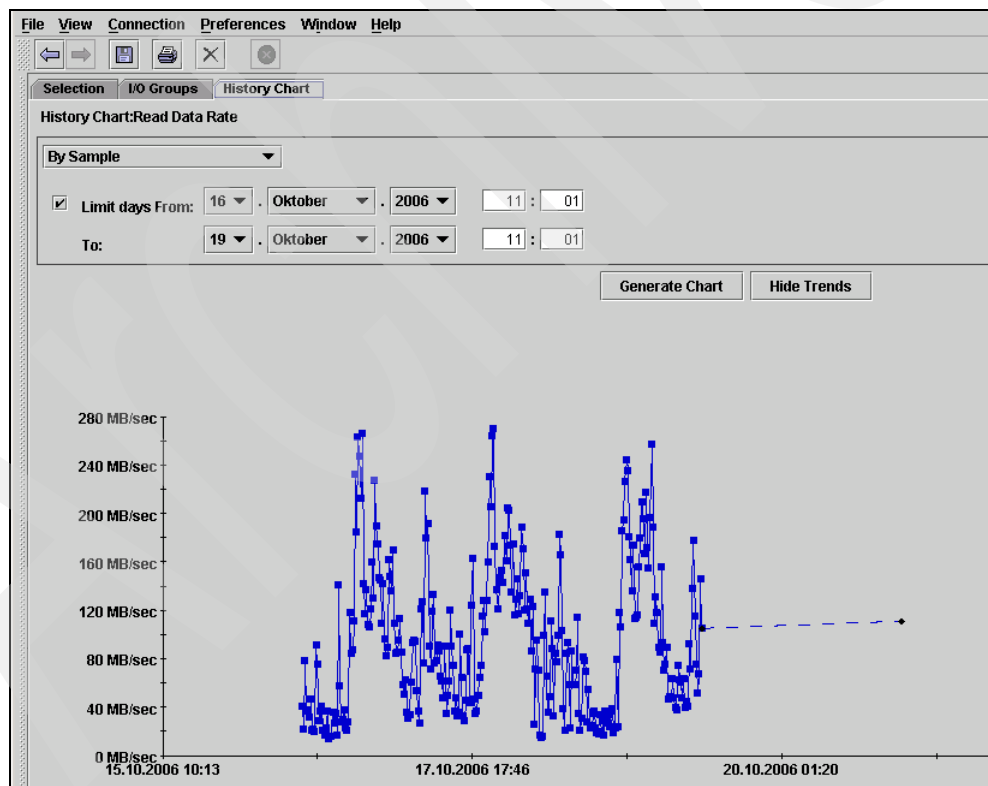 File View Connection Preferences Window Help
Selection I/O Groups History Chart
History Chart:Read Data Rate
By Sample
Limit days From: 16 . Oktober . 2006 11 : 01
To: 19 . Oktober . 2006 11 : 01
Generate Chart Hide Trends
280 MB/sec
240 MB/sec
200 MB/sec
160 MB/sec
120 MB/sec
80 MB/sec
40 MB/sec
0 MB/sec
15.10.2006 10:13 17.10.2006 17:46 20.10.2006 01:20